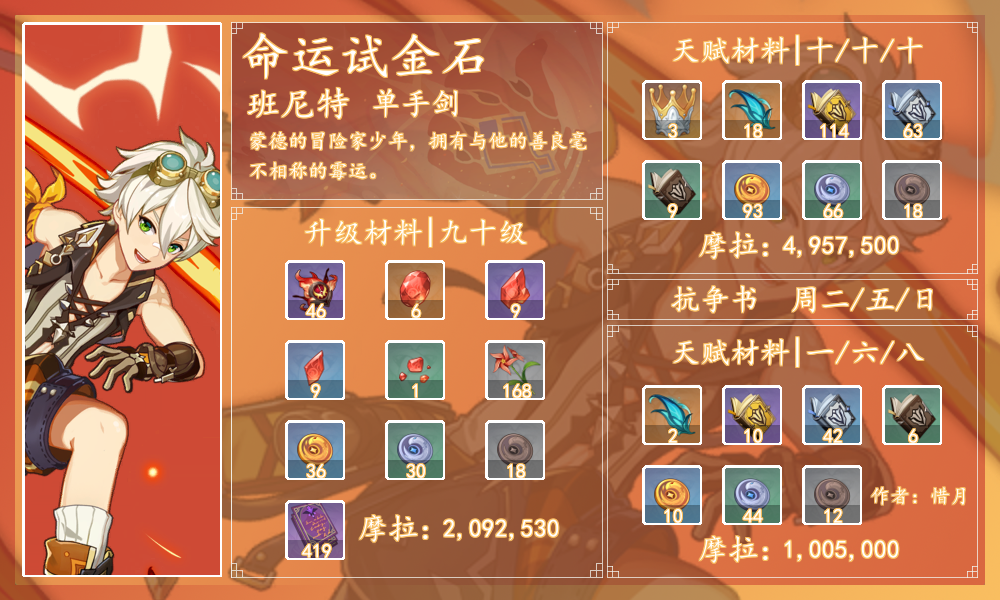 命运试金石
班尼特 单手剑
蒙德的冒险家少年，拥有与他的善良毫
不相称的霉运。
升级材料|九十级
46 6 9
9 1 168
36 30 18
419 摩拉：2,092,530
天赋材料|十/十/十
3 18 114 63
9 93 66 18
摩拉：4,957,500
抗争书 周二/五/日
天赋材料|一/六/八
2 10 42 6
10 44 12 作者：惜月
摩拉：1,005,000